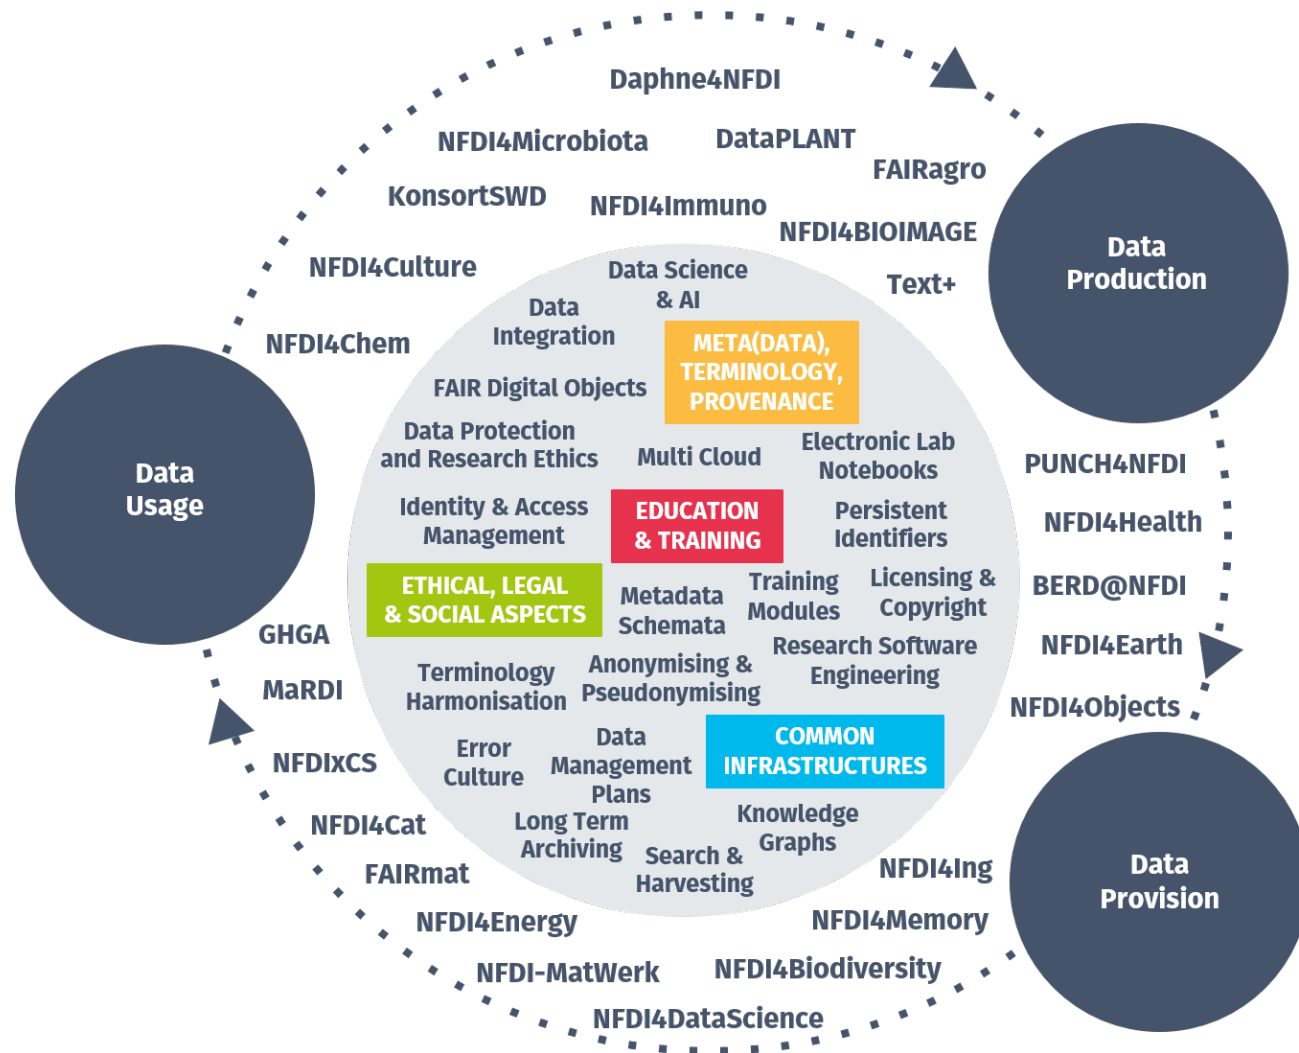 Daphne4NFDI
NFDI4Microbiota
DataPLANT
FAIRagro
KonsortSWD
NFDI4Immuno
NFDI4BIOIMAGE
NFDI4Culture
Text+
NFDI4Chem
Data
Production
Data
Usage
Data Science
& AI
Data
Integration
META(DATA),
TERMINOLOGY,
PROVENANCE
FAIR Digital Objects
Data Protection
and Research Ethics
Multi Cloud
Electronic Lab
Notebooks
Identity & Access
Management
EDUCATION
& TRAINING
Persistent
Identifiers
ETHICAL, LEGAL
& SOCIAL ASPECTS
Metadata
Schemata
Training
Modules
Licensing &
Copyright
Research Software
Engineering
Terminology
Harmonisation
Anonymising &
Pseudonymising
COMMON
INFRASTRUCTURES
Error
Culture
Data
Management
Plans
Long Term
Archiving
Knowledge
Graphs
Search &
Harvesting
PUNCH4NFDI
NFDI4Health
BERD@NFDI
NFDI4Earth
NFDI4Objects
Data
Provision
GHGA
MaRDI
NFDIxCS
NFDI4Cat
FAIRmat
NFDI4Energy
NFDI-MatWerk
NFDI4Ing
NFDI4Memory
NFDI4Biodiversity
NFDI4DataScience